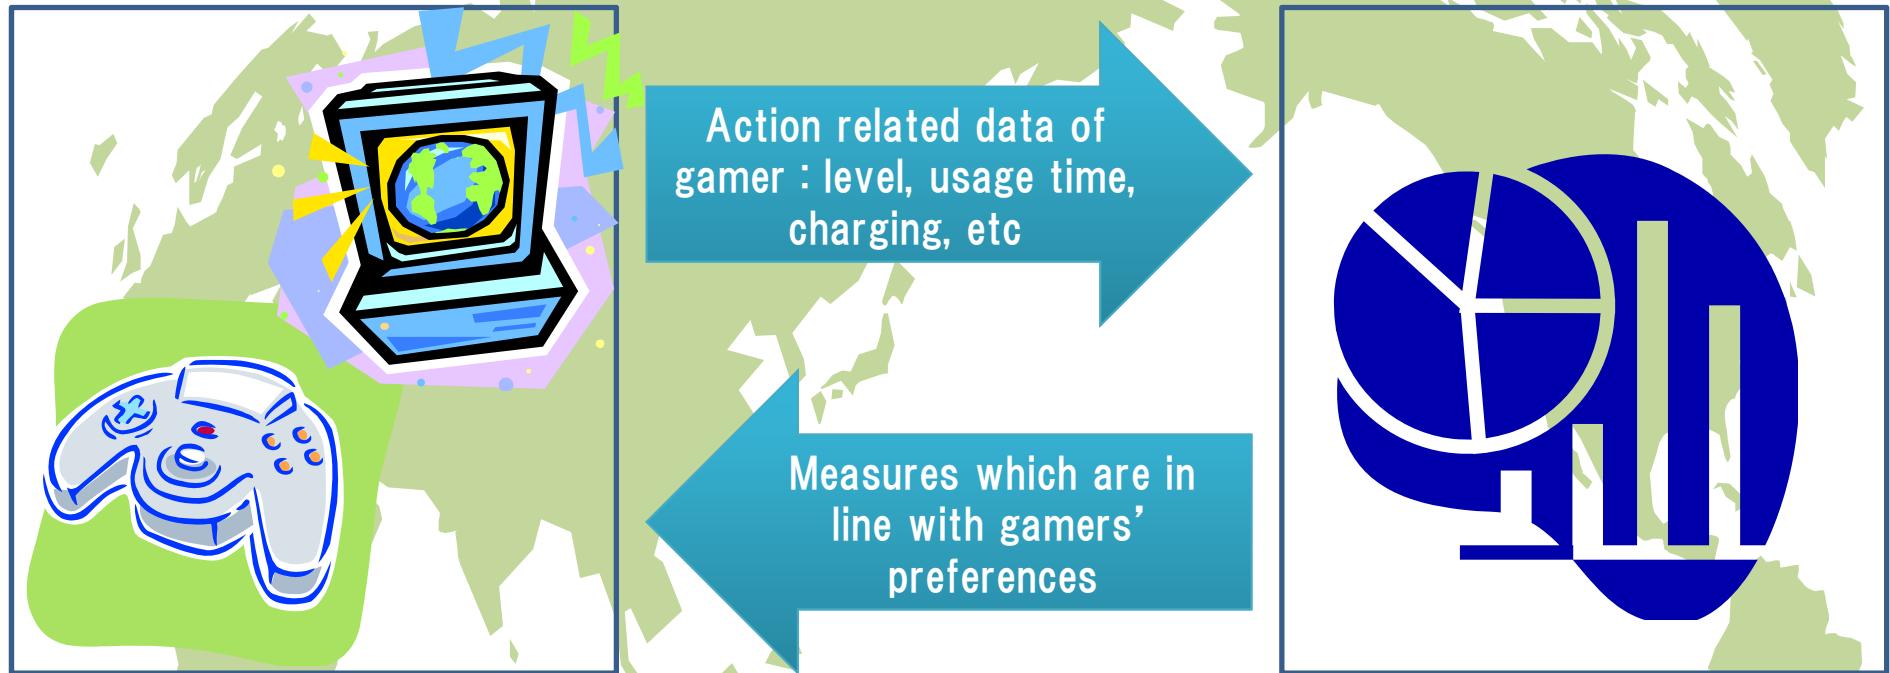 Action related data of
gamer：level, usage time,
charging, etc
Measures which are in
line with gamers’
preferences